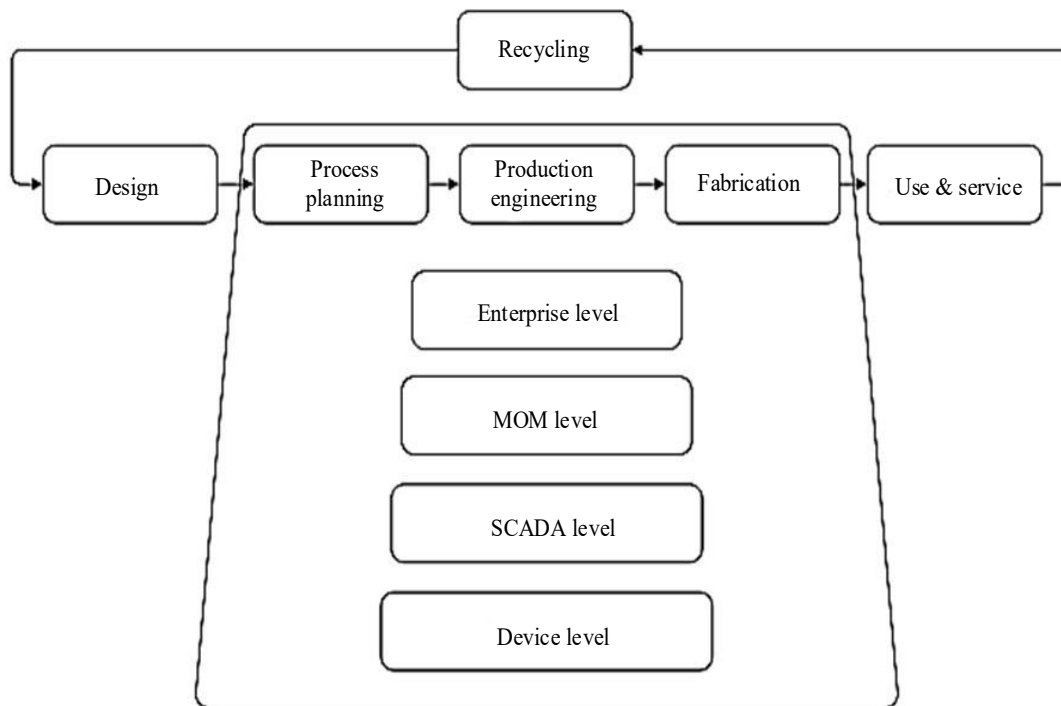 Recycling
Design
Process
planning
Production
engineering
Fabrication
Use & service
Enterprise level
MOM level
SCADA level
Device level